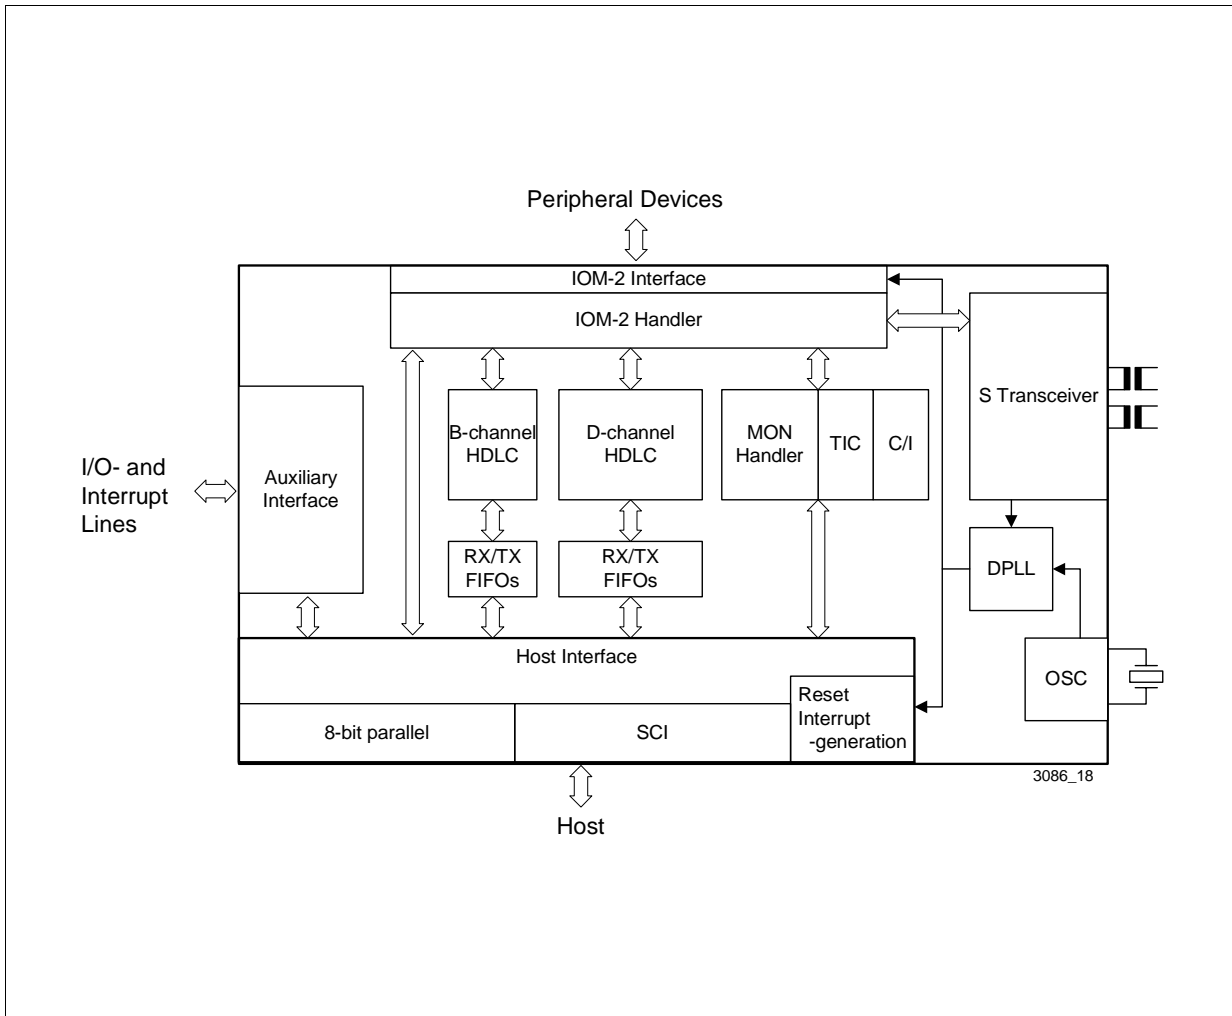 Peripheral Devices
IOM-2 Interface
IOM-2 Handler
S Transceiver
I/O- and
Interrupt
Lines
Auxiliary
Interface
B-channel
HDLC
D-channel
HDLC
MON
Handler
TIC
C/I
RX/TX
FIFOs
RX/TX
FIFOs
DPLL
OSC
Host Interface
8-bit parallel
SCI
Reset
Interrupt
-generation
3086_18
Host